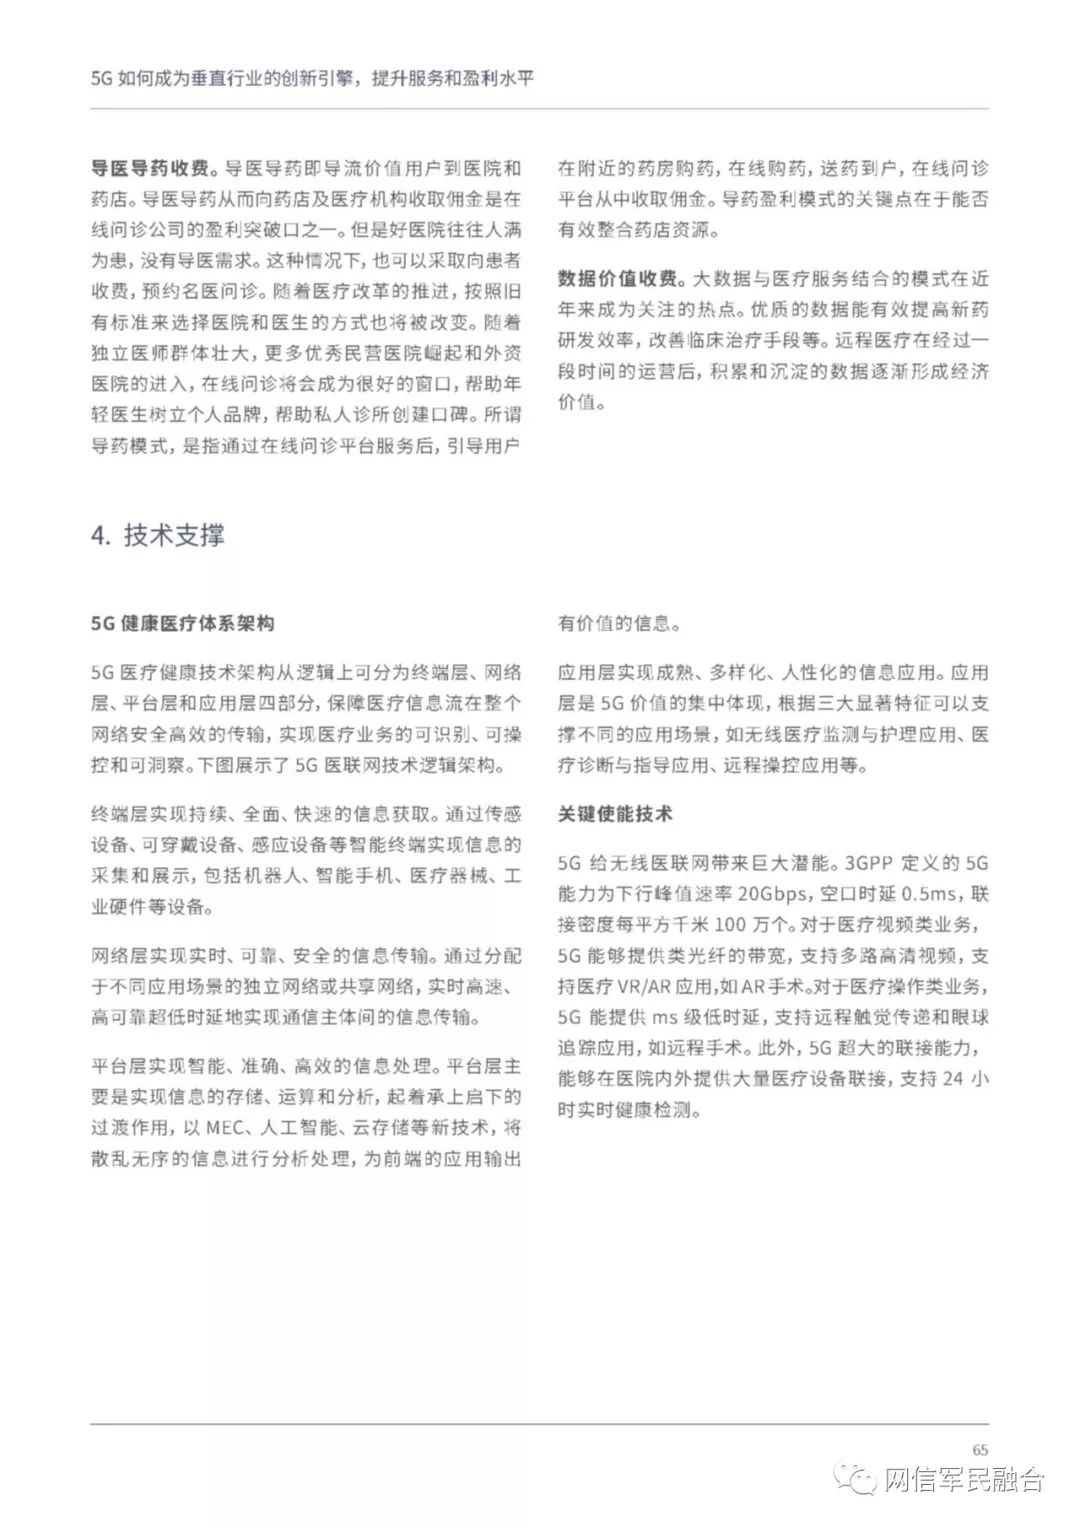 5G 如何成为垂直行业的创新引擎，提升服务和盈利水平
导医导药收费。导医导药即导流价值用户到医院和
药店。导医导药从而向药店及医疗机构收取佣金是在
线问诊公司的盈利突破口之一。但是好医院往往人满
为患，没有导医需求。这种情况下，也可以采取向患者
收费，预约名医问诊。随着医疗改革的推进，按照旧
有标准来选择医院和医生的方式也将被改变。随着
独立医师群体壮大，更多优秀民营医院崛起和外资
医院的进入，在线问诊将会成为很好的窗口，帮助年
轻医生树立个人品牌，帮助私人诊所创建口碑。所谓
导药模式，是指通过在线问诊平台服务后，引导用户
在附近的药房购药，在线购药，送药到户，在线问诊
平台从中收取佣金。导药盈利模式的关键点在于能否
有效整合药店资源。
数据价值收费。大数据与医疗服务结合的模式在近
年来成为关注的热点。优质的数据能有效提高新药
研发效率，改善临床治疗手段等。远程医疗在经过一
段时间的运营后，积累和沉淀的数据逐渐形成经济
价值。
4. 技术支撑
5G 健康医疗体系架构
5G 医疗健康技术架构从逻辑上可分为终端层、网络
层、平台层和应用层四部分，保障医疗信息流在整个
网络安全高效的传输，实现医疗业务的可识别、可操
控和可洞察。下图展示了 5G 医联网技术逻辑架构。
终端层实现持续、全面、快速的信息获取。通过传感
设备、可穿戴设备、感应设备等智能终端实现信息的
采集和展示，包括机器人、智能手机、医疗器械、工
业硬件等设备。
网络层实现实时、可靠、安全的信息传输。通过分配
于不同应用场景的独立网络或共享网络，实时高速、
高可靠超低时延地实现通信主体间的信息传输。
平台层实现智能、准确、高效的信息处理。平台层主
要是实现信息的存储、运算和分析，起着承上启下的
过渡作用，以 MEC、人工智能、云存储等新技术，将
散乱无序的信息进行分析处理，为前端的应用输出
有价值的信息。
应用层实现成熟、多样化、人性化的信息应用。应用
层是 5G 价值的集中体现，根据三大显著特征可以支
撑不同的应用场景，如无线医疗监测与护理应用、医
疗诊断与指导应用、远程操控应用等。
关键使能技术
5G 给无线医联网带来巨大潜能。3GPP 定义的 5G
能力为下行峰值速率 20Gbps，空口时延 0.5ms，联
接密度每平方千米 100 万个。对于医疗视频类业务，
5G 能够提供类光纤的带宽，支持多路高清视频，支
持医疗 VR/AR 应用，如 AR 手术。对于医疗操作类业务，
5G 能提供 ms 级低时延，支持远程触觉传递和眼球
追踪应用，如远程手术。此外，5G 超大的联接能力，
能够在医院内外提供大量医疗设备联接，支持 24 小
时实时健康检测。
65
网信军民融合